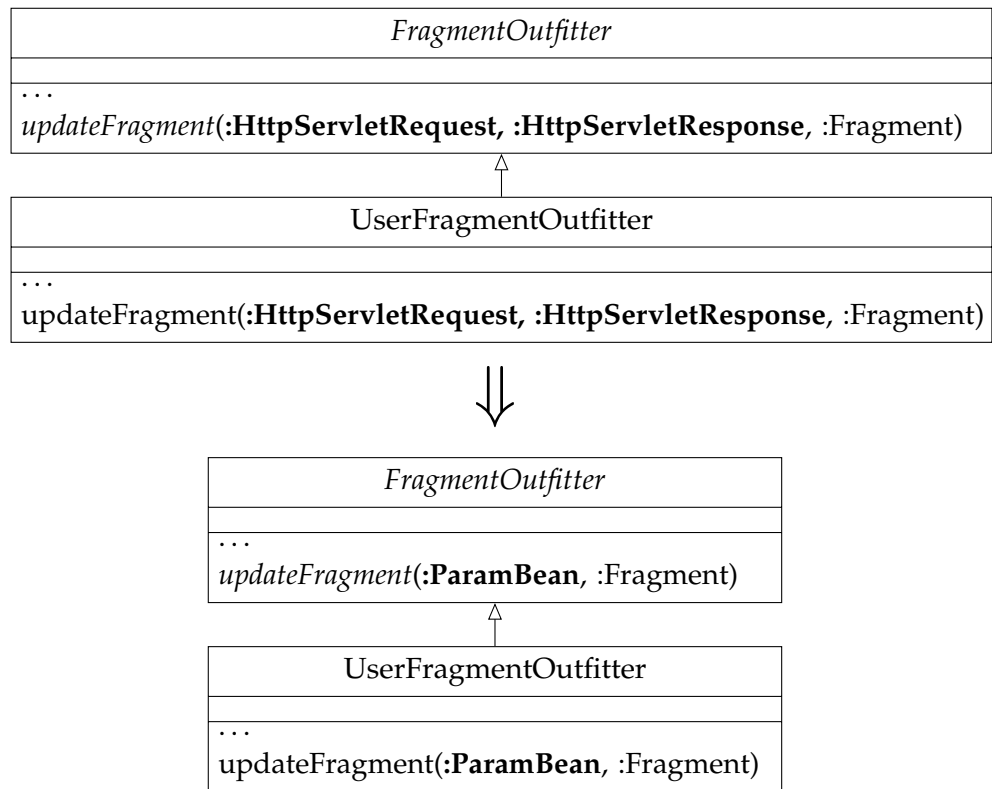 FragmentOutfitter
. . .
updateFragment(:HttpServletRequest, :HttpServletResponse, :Fragment)
UserFragmentOutfitter
. . .
updateFragment(:HttpServletRequest, :HttpServletResponse, :Fragment)
FragmentOutfitter
. . .
updateFragment(:ParamBean, :Fragment)
UserFragmentOutfitter
. . .
updateFragment(:ParamBean, :Fragment)